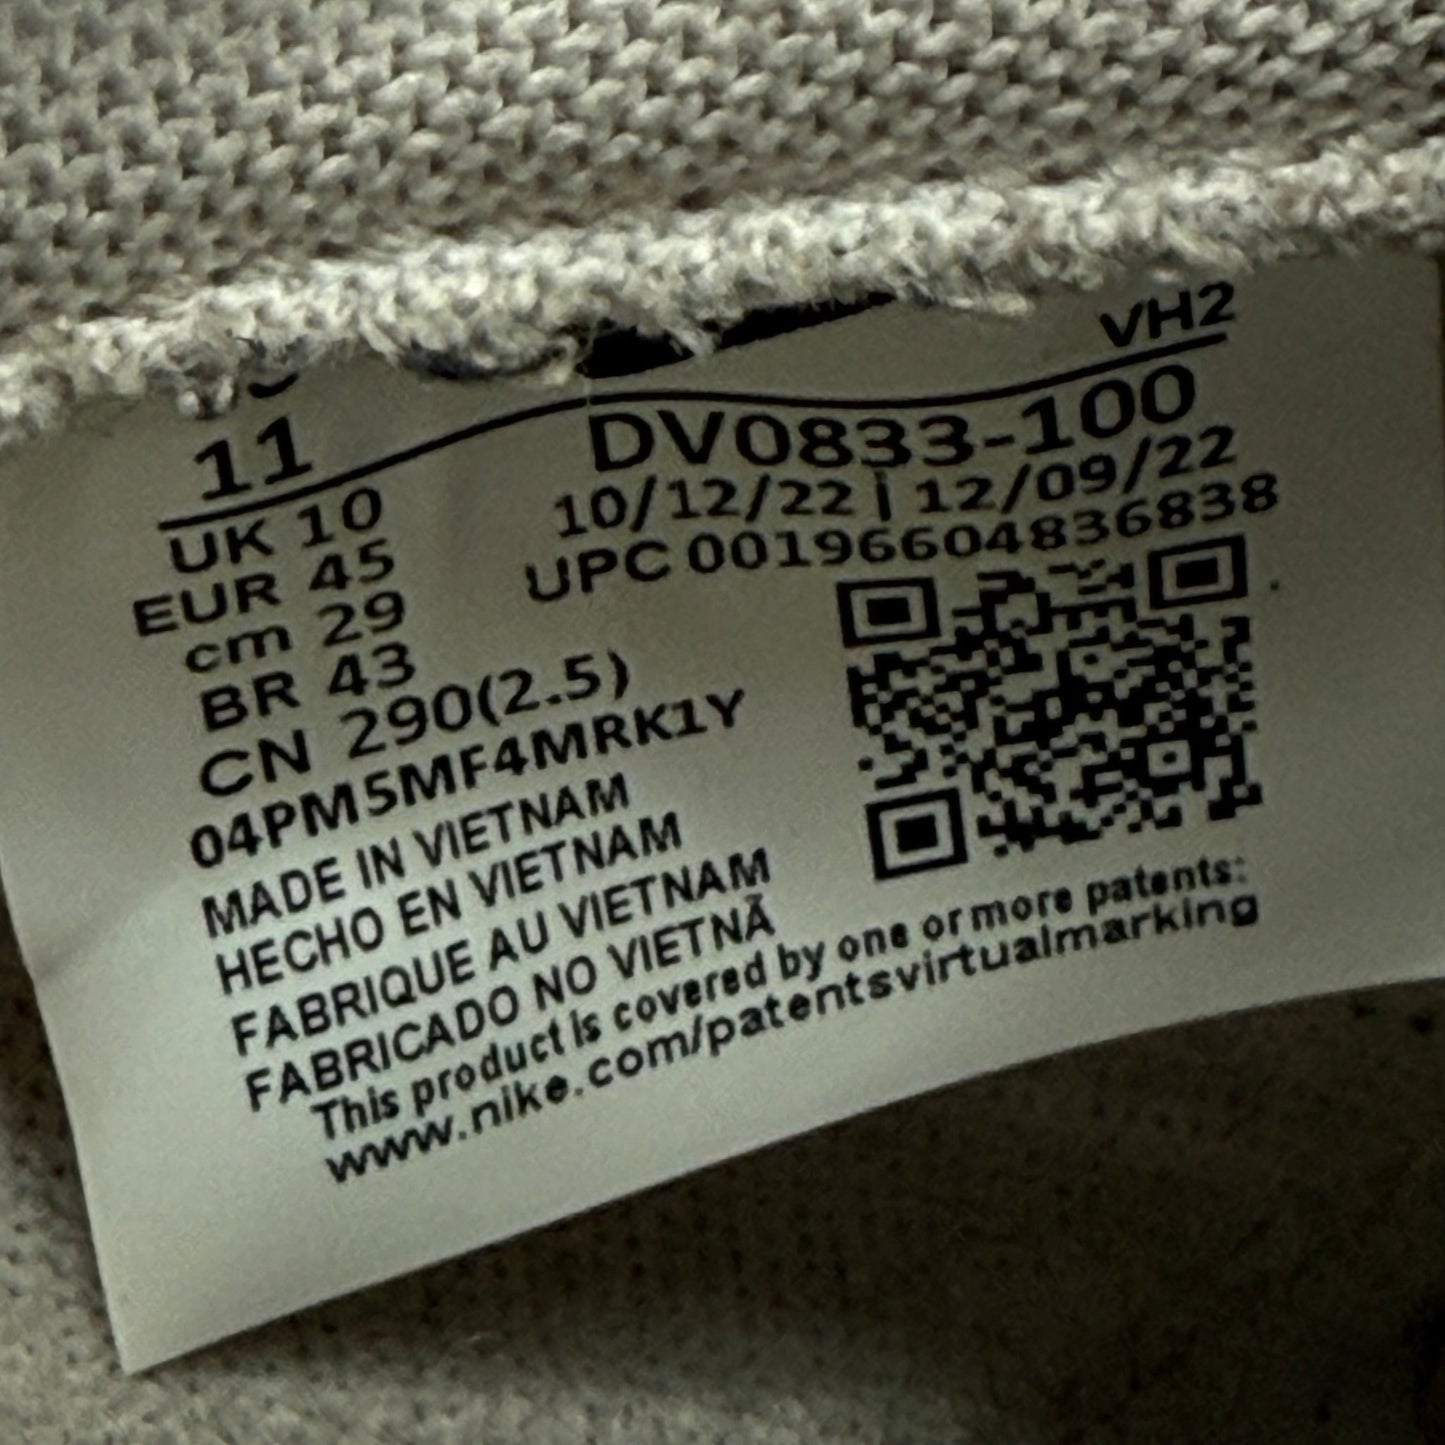 VH2
11
DV0833-100
UK 10
10/12/22 | 12/09/22
EUR 45
UPC 00196604836838
cm 29
BR 43
CN 290(2.5)
04PM5MF4MRK1Y
MADE IN VIETNAM
HECHO EN VIETNAM
FABRIQUE AU VIETNAM
FABRICADO NO VIETNÃ
This product is covered by one or more patents:
www.nike.com/patentsvirtualmarking